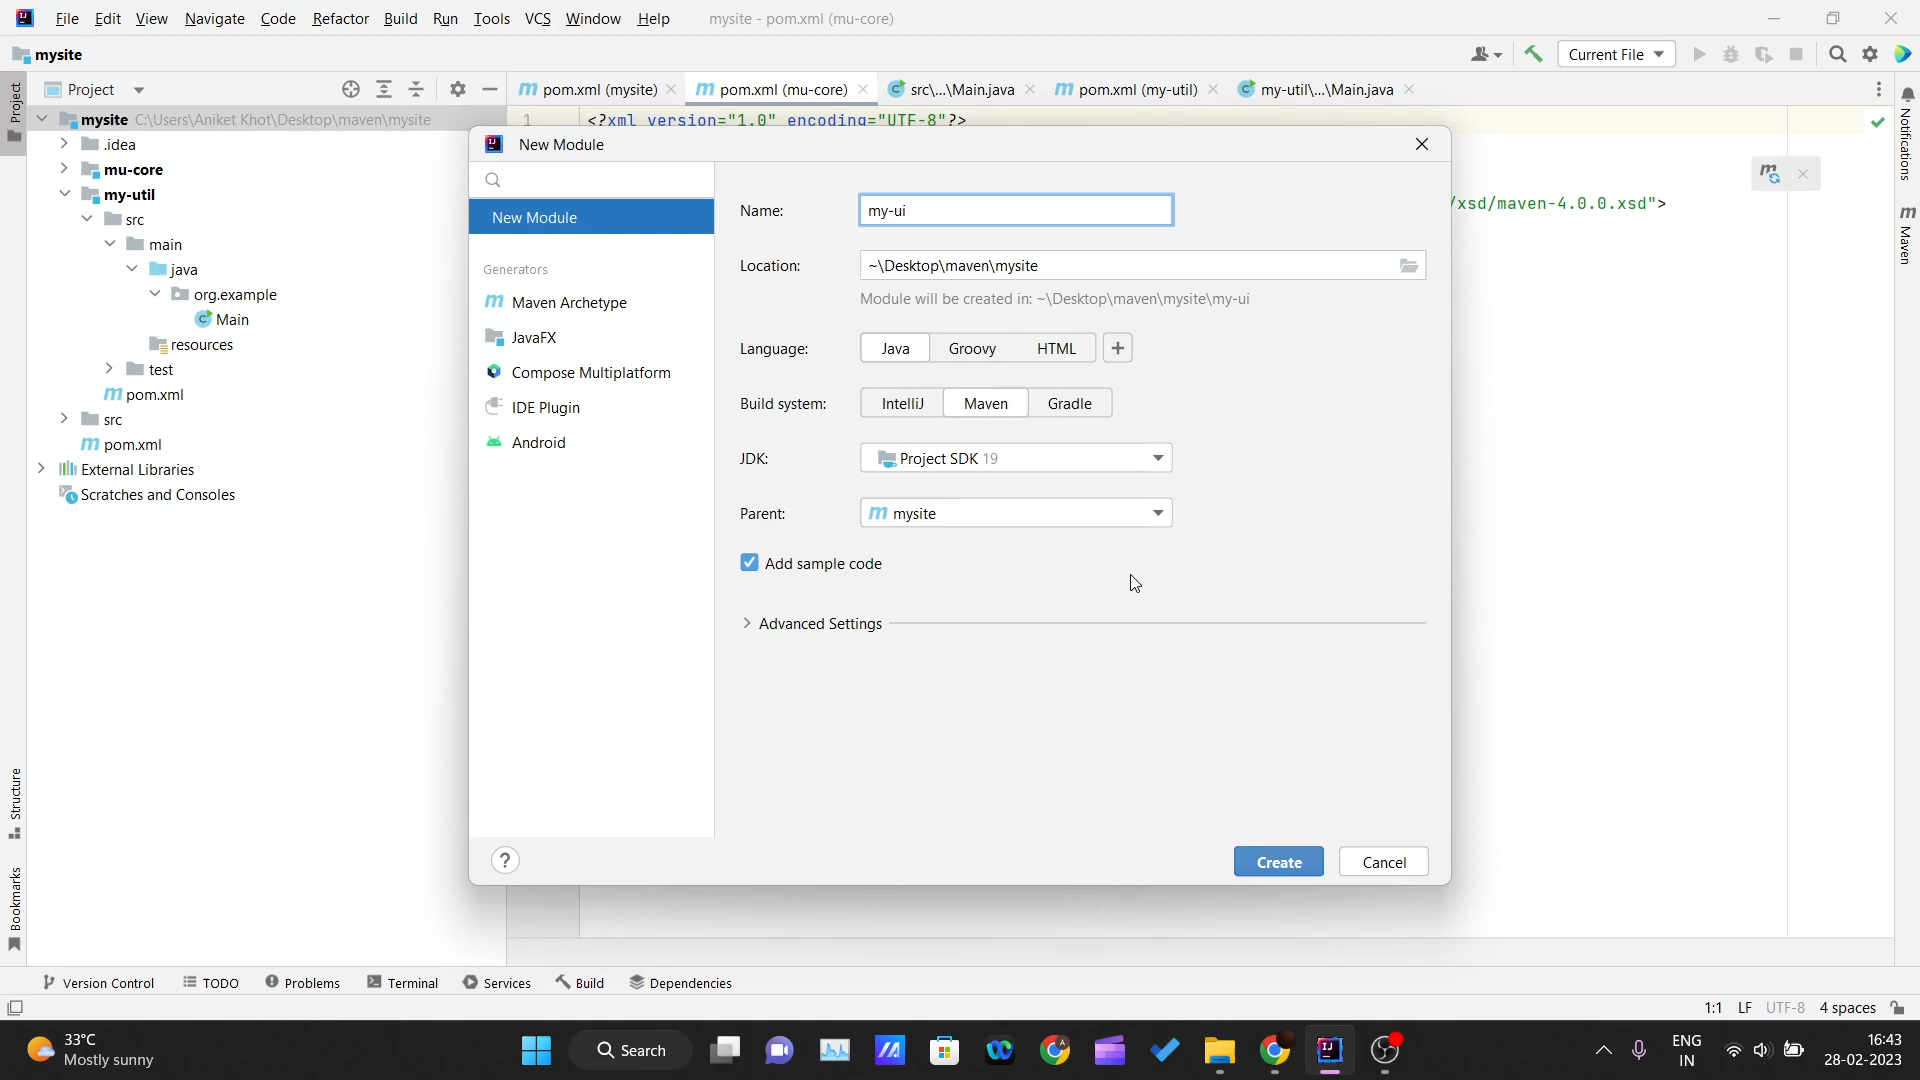 File Edit View Navigate Code Refactor Build Run Tools VCS Window Help mysite - pom.xml (mu-core)
mysite
Current File
Project
pom.xml (mysite) pom.xml (mu-core) src\...\Main.java pom.xml (my-util) my-util\...\Main.java
mysite C:\Users\Aniket Khot\Desktop\maven\mysite
.idea
mu-core
my-util
src
main
java
org.example
Main
resources
test
pom.xml
src
pom.xml
External Libraries
Scratches and Consoles
1 <?xml version="1.0" encoding="UTF-8"?>
/xsd/maven-4.0.0.xsd">
New Module
New Module
Generators
Maven Archetype
JavaFX
Compose Multiplatform
IDE Plugin
Android
Name: my-ui
Location: ~\Desktop\maven\mysite
Module will be created in: ~\Desktop\maven\mysite\my-ui
Language: Java Groovy HTML +
Build system: IntelliJ Maven Gradle
JDK: Project SDK 19
Parent: mysite
Add sample code
Advanced Settings
?
Create Cancel
Project
Structure
Bookmarks
Notifications
Maven
Version Control TODO Problems Terminal Services Build Dependencies
1:1 LF UTF-8 4 spaces
33°C
Mostly sunny
Search
ENG
IN
16:43
28-02-2023